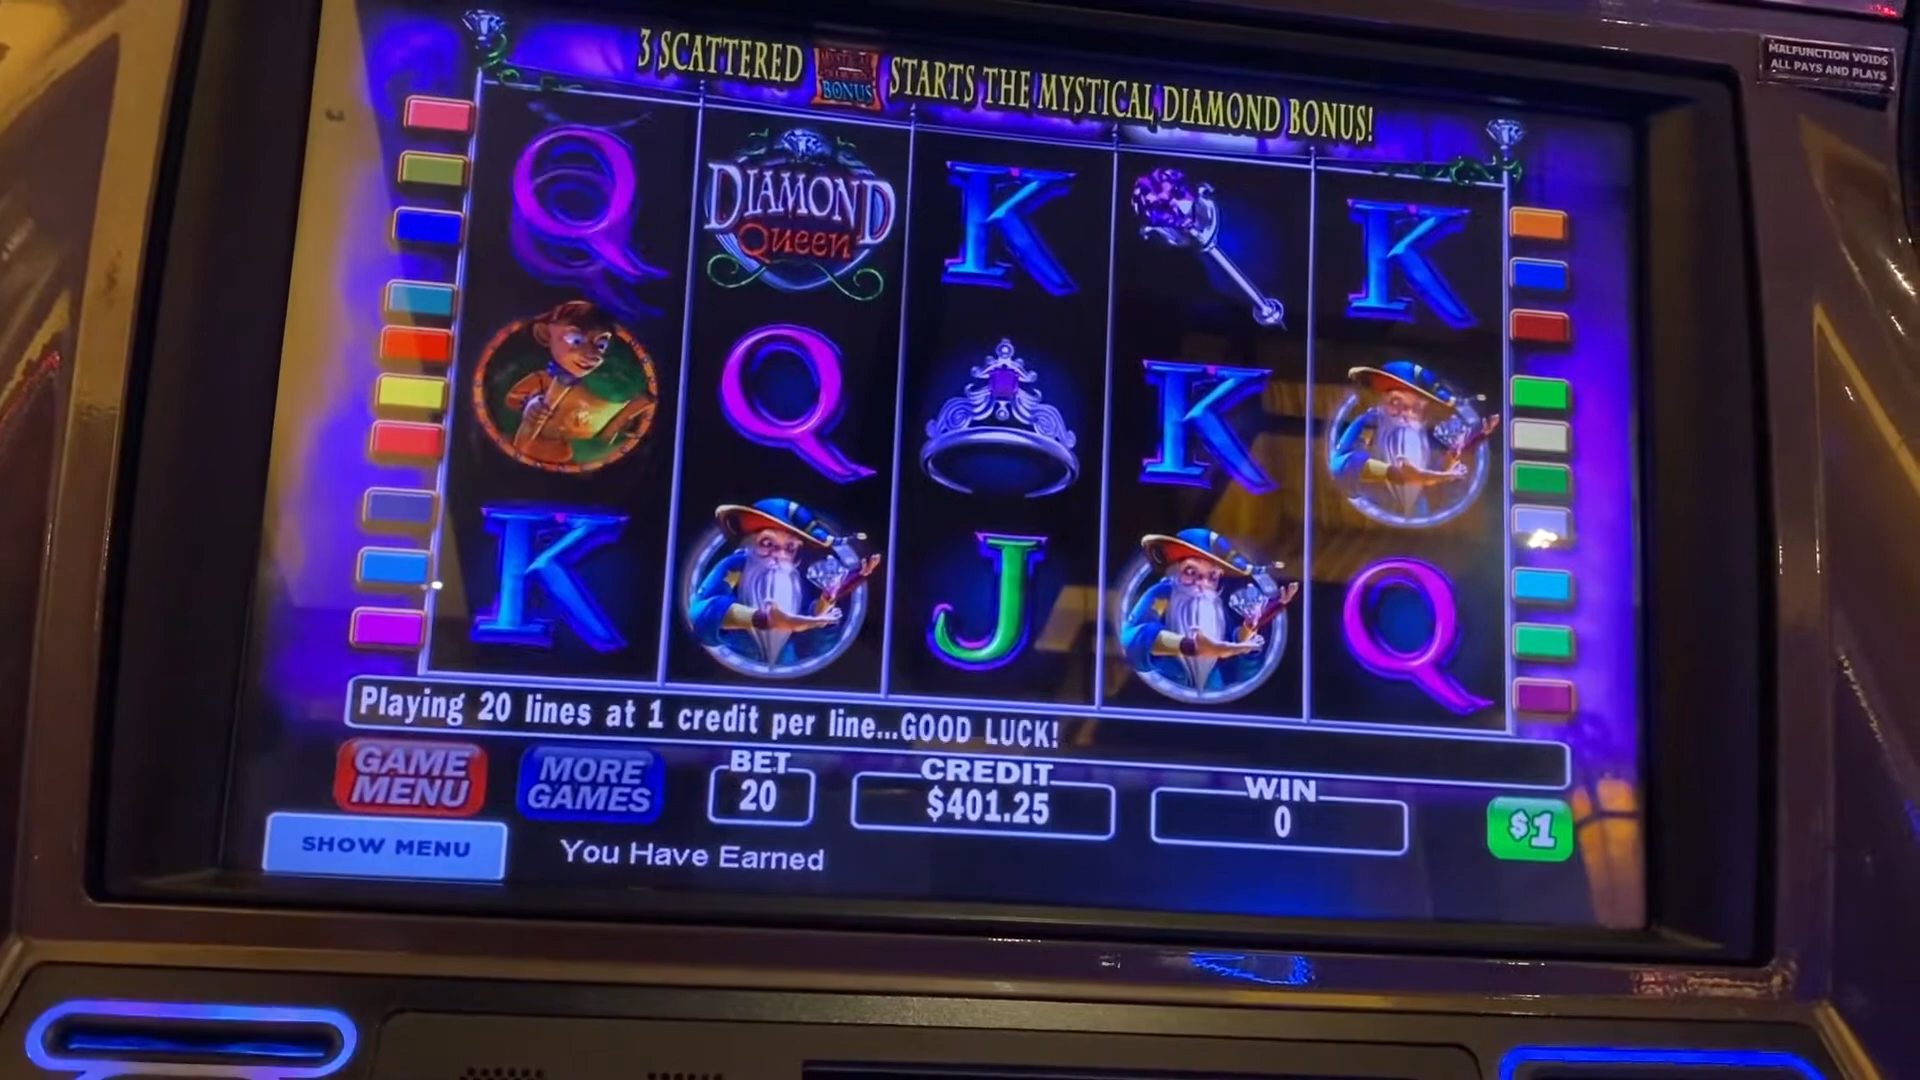 3 SCATTERED BONUS STARTS THE MYSTICAL DIAMOND BONUS!
MALFUNCTION VOIDS
ALL PAYS AND PLAYS
Q
DIAMOND
Queen
K
K
Q
K
K
J
Q
Playing 20 lines at 1 credit per line...GOOD LUCK!
GAME
MENU
MORE
GAMES
BET
20
CREDIT
$401.25
WIN
0
$1
SHOW MENU
You Have Earned